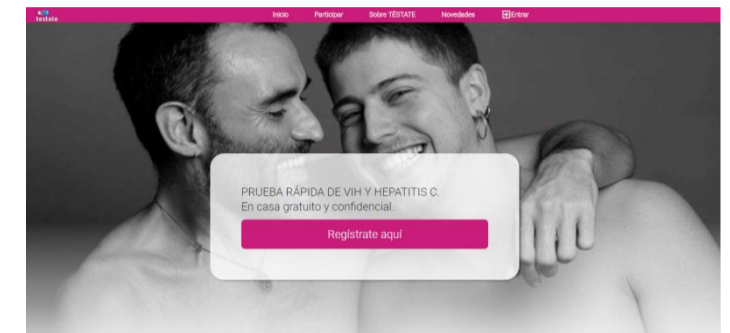 testate
Inicio Participar Sobre TÉSTATE Novedades Entrar
PRUEBA RÁPIDA DE VIH Y HEPATITIS C.
En casa gratuito y confidencial.
Regístrate aquí